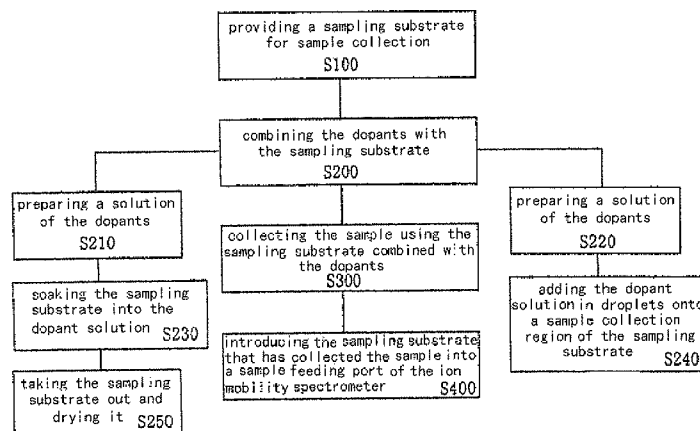 providing a sampling substrate
for sample collection
S100
combining the dopants with
the sampling substrate
S200
preparing a solution
of the dopants
S210
soaking the sampling
substrate into
the dopant solution S230
taking the sampling
substrate out and
drying it S250
collecting the sample using the
sampling substrate combined with
the dopants
S300
introducing the sampling substrate
that has collected the sample into
a sample feeding port of the ion
mobility spectrometer S400
preparing a solution
of the dopants
S220
adding the dopant
solution in droplets onto
a sample collection
region of the sampling
substrate S240